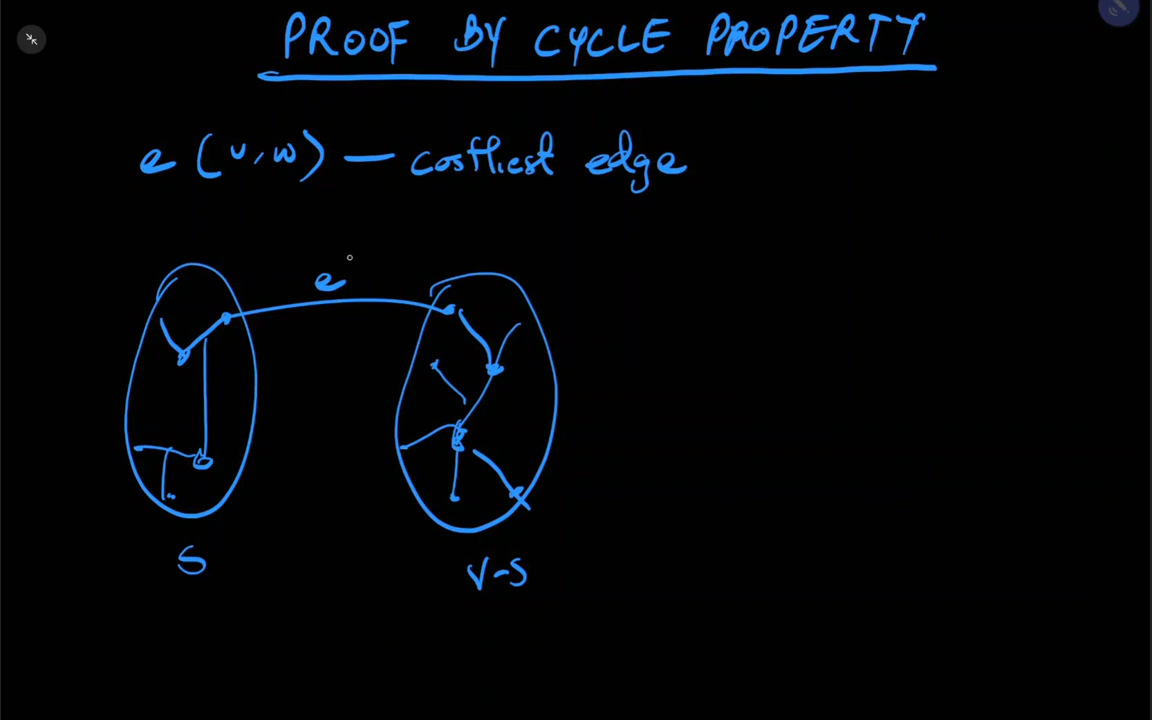 PROOF BY CYCLE PROPERTY
e (v, w) — costliest edge
e
S
V-S